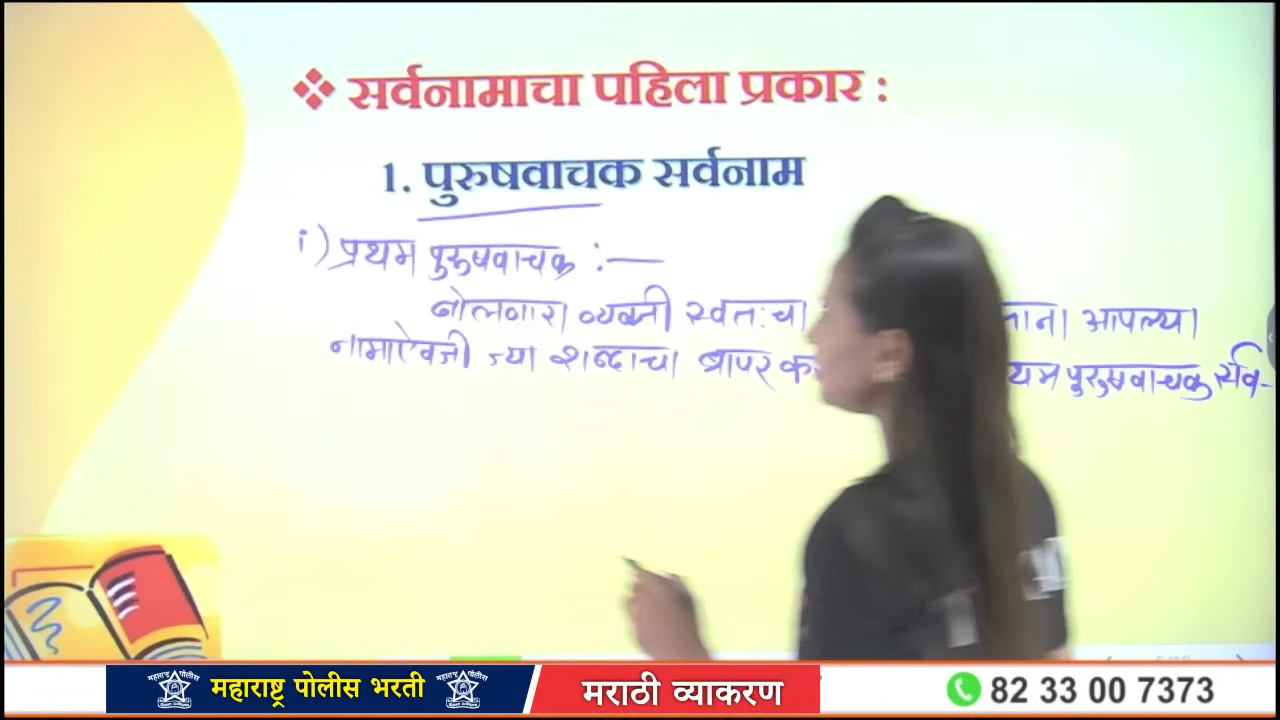 ❖ सर्वनामाचा पहिला प्रकार :
1. पुरुषवाचक सर्वनाम
i) प्रथम पुरुषवाचक :—
बोलणारा व्यक्ती स्वतःचा आपल्या
नामाऐवजी ज्या शब्दाचा वापर पुरुषवाचक सर्व-
महाराष्ट्र पोलीस भरती
मराठी व्याकरण
82 33 00 7373